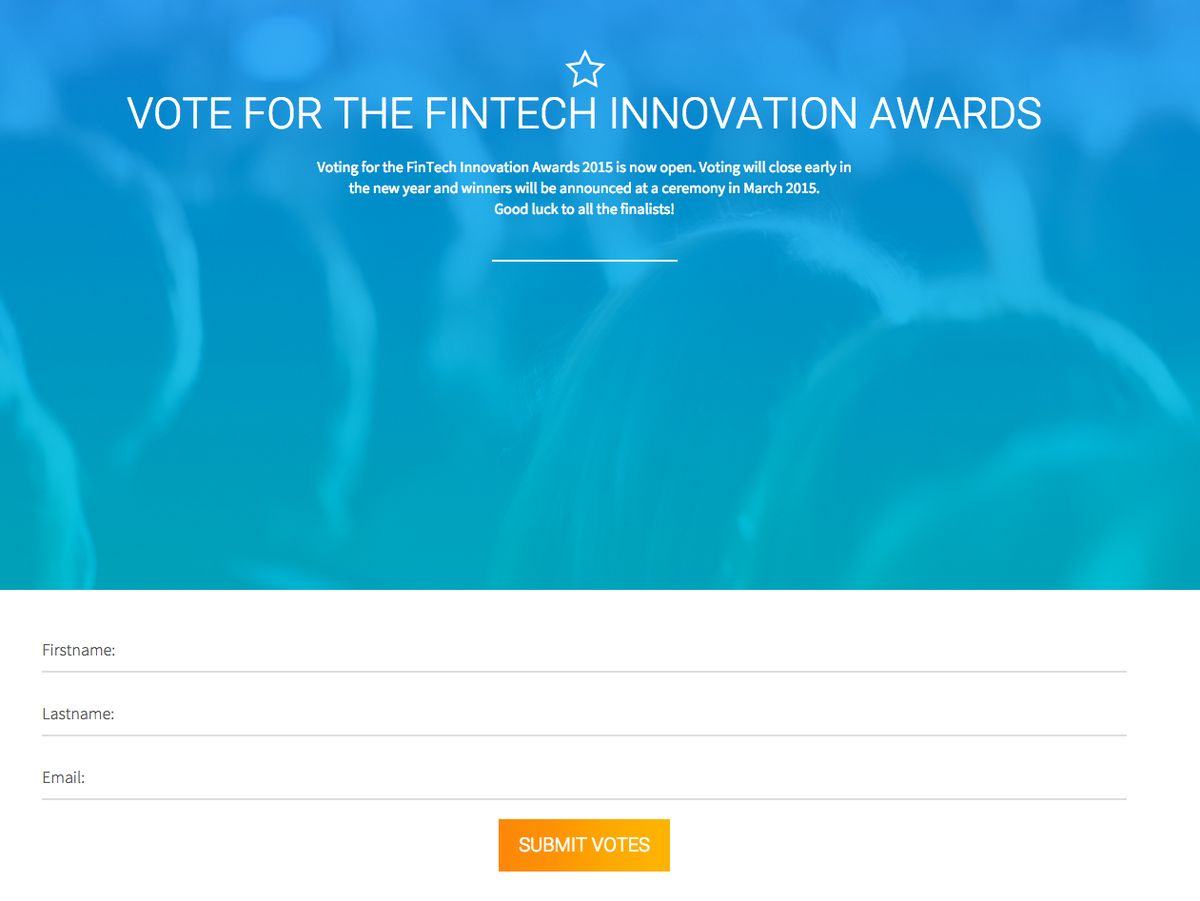 VOTE FOR THE FINTECH INNOVATION AWARDS
Voting for the FinTech Innovation Awards 2015 is now open. Voting will close early in
the new year and winners will be announced at a ceremony in March 2015.
Good luck to all the finalists!
Firstname:
Lastname:
Email:
SUBMIT VOTES